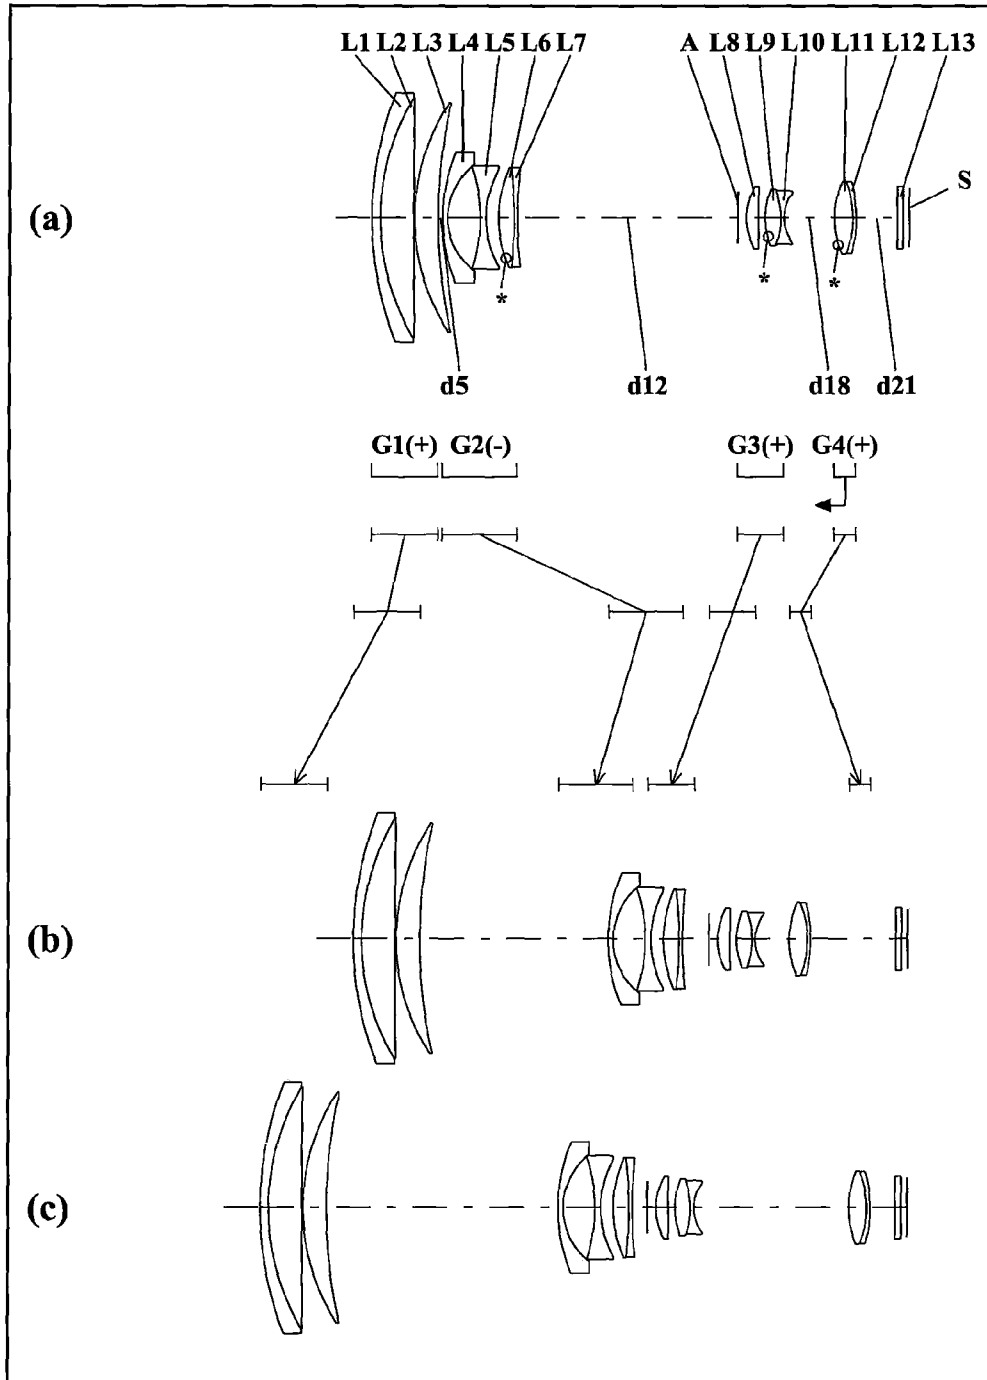 L1 L2 L3 L4 L5 L6 L7 A L8 L9 L10 L11 L12 L13
(a)
S
* * *
d5 d12 d18 d21
G1(+) G2(-) G3(+) G4(+)
(b)
(c)